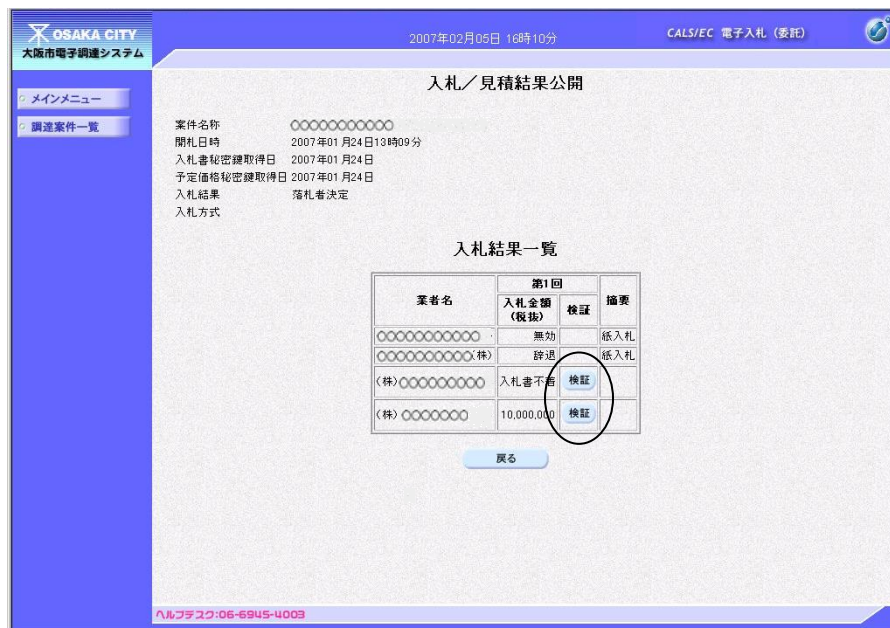 OSAKA CITY
大阪市電子調達システム
2007年02月05日 16時10分
CALS/EC 電子入札（委託）
メインメニュー
調達案件一覧
入札／見積結果公開
案件名称 ○○○○○○○○○○○
開札日時 2007年01月24日13時09分
入札書秘密鍵取得日 2007年01月24日
予定価格秘密鍵取得日 2007年01月24日
入札結果 落札者決定
入札方式
入札結果一覧
業者名 第1回 摘要
入札金額（税抜） 検証
○○○○○○○○○○○ 無効 紙入札
○○○○○○○○○○(株) 辞退 紙入札
(株)○○○○○○○○○ 入札書不着 検証
(株)○○○○○○○ 10,000,000 検証
戻る
ヘルプデスク:06-6945-4003